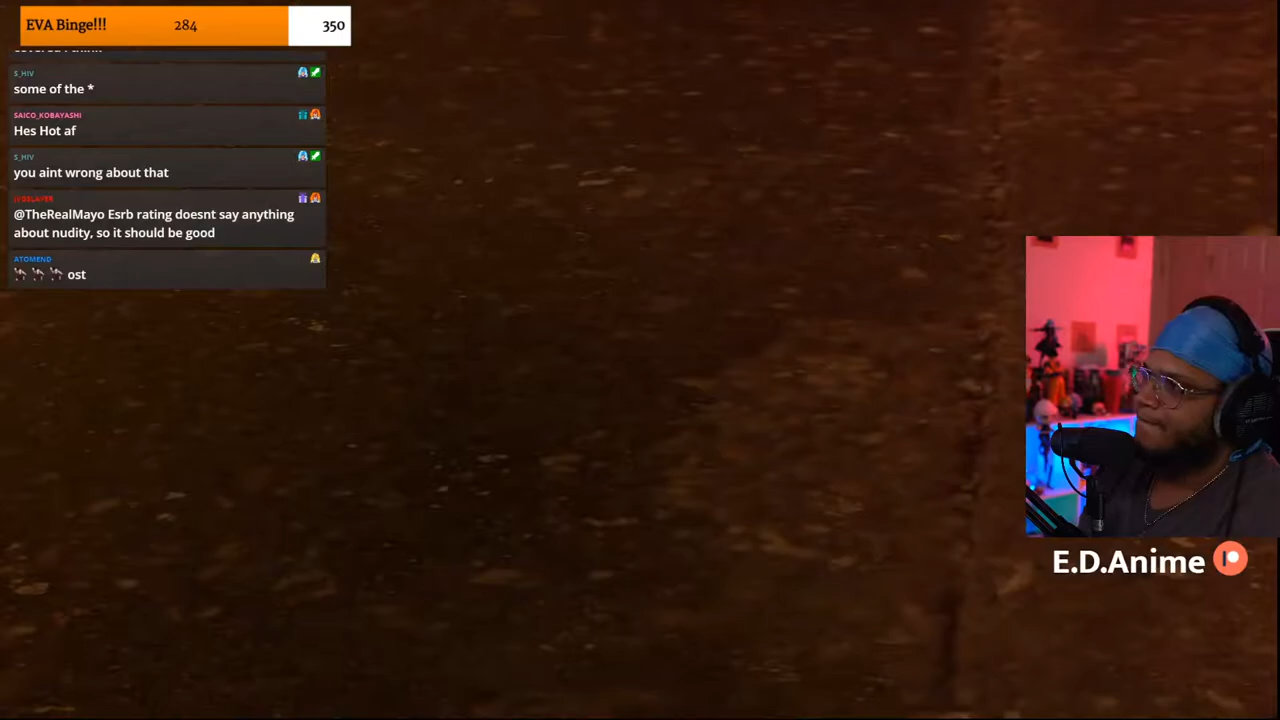 EVA Binge!!! 284 350
S_HIV
some of the *
SAICO_KOBAYASHI
Hes Hot af
S_HIV
you aint wrong about that
@TheRealMayo Esrb rating doesnt say anything
about nudity, so it should be good
ATOMEND
ost
E.D.Anime